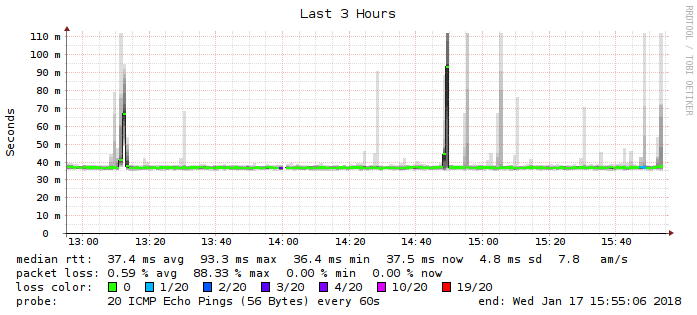 Last 3 Hours
RRDTOOL / TOBI OETIKER
Seconds
110 m
100 m
90 m
80 m
70 m
60 m
50 m
40 m
30 m
20 m
10 m
0
13:00 13:20 13:40 14:00 14:20 14:40 15:00 15:20 15:40
median rtt: 37.4 ms avg 93.3 ms max 36.4 ms min 37.5 ms now 4.8 ms sd 7.8 am/s
packet loss: 0.59 % avg 88.33 % max 0.00 % min 0.00 % now
loss color: 0 1/20 2/20 3/20 4/20 10/20 19/20
probe: 20 ICMP Echo Pings (56 Bytes) every 60s end: Wed Jan 17 15:55:06 2018